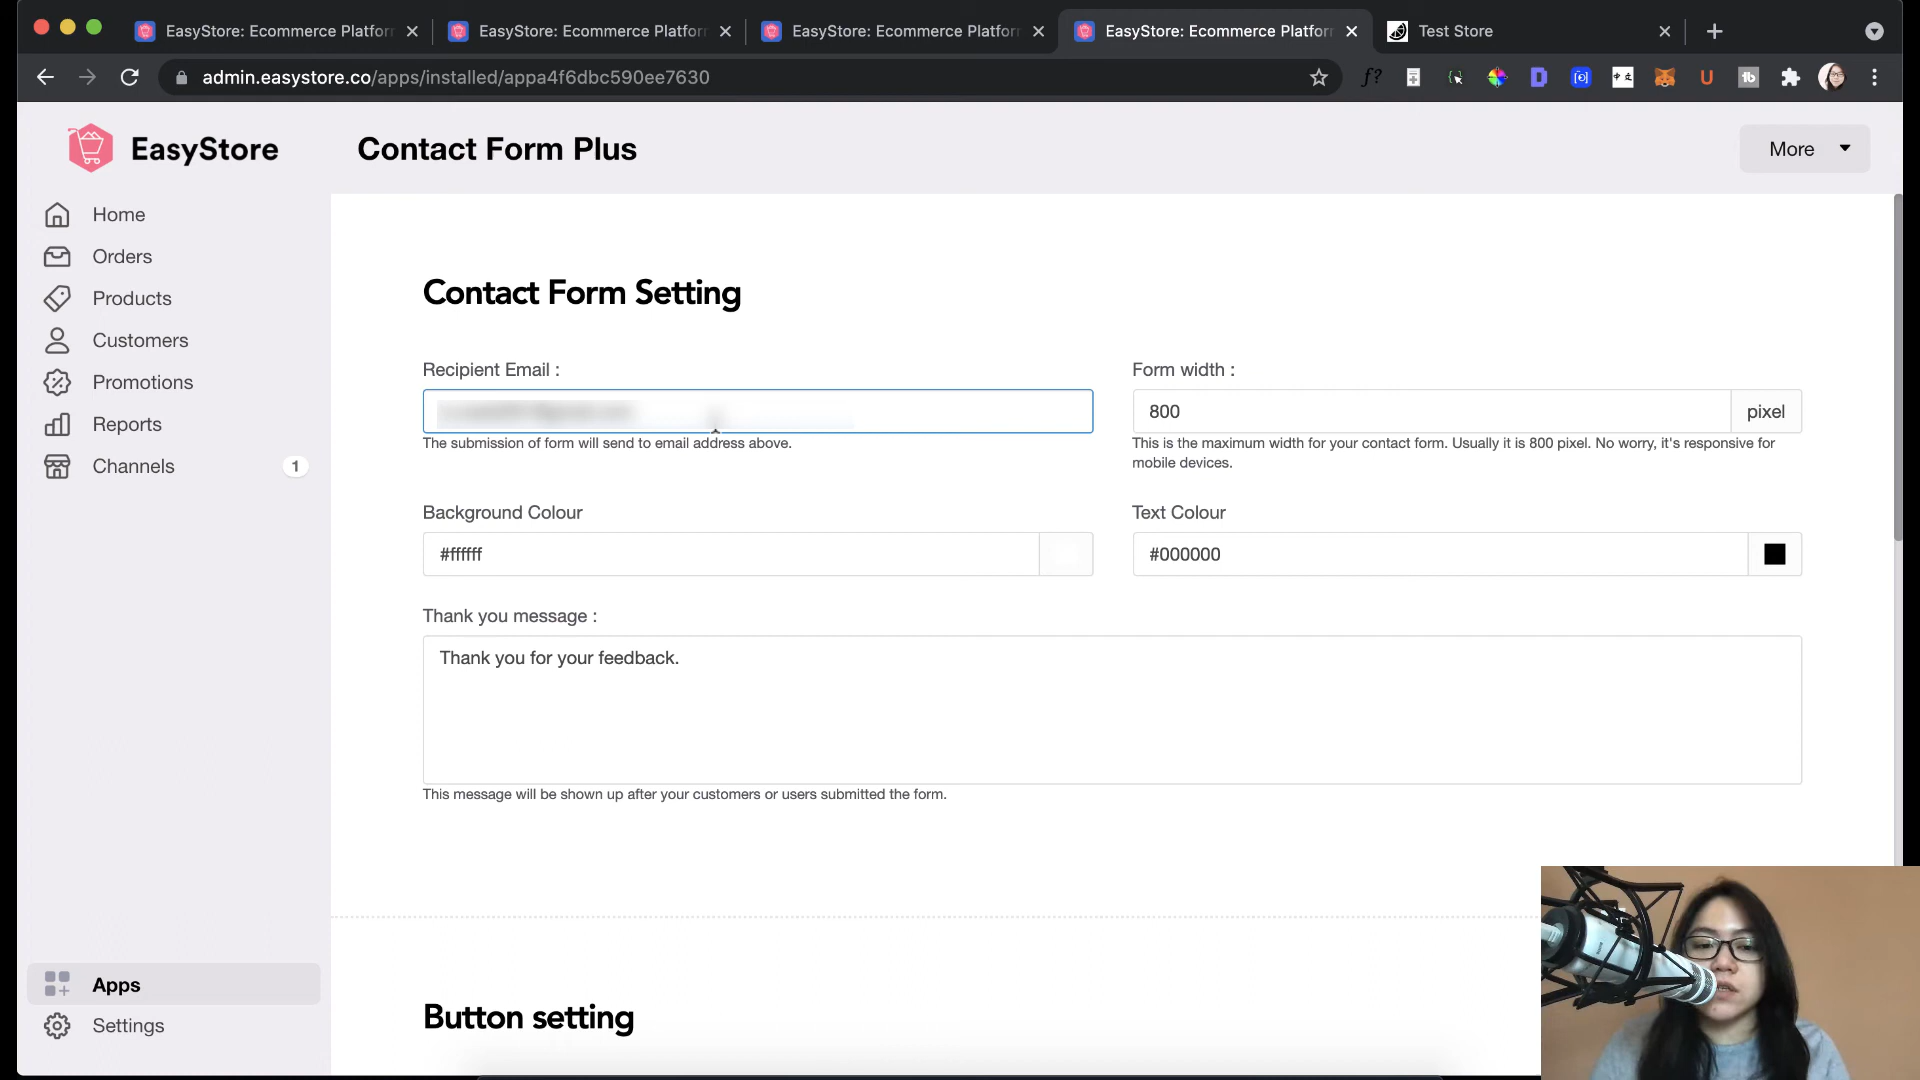 EasyStore: Ecommerce Platfor
EasyStore: Ecommerce Platfor
EasyStore: Ecommerce Platfor
EasyStore: Ecommerce Platfor
Test Store
admin.easystore.co/apps/installed/appa4f6dbc590ee7630
EasyStore
Contact Form Plus
More
Home
Orders
Products
Customers
Promotions
Reports
Channels
1
Apps
Settings
Contact Form Setting
Recipient Email :
The submission of form will send to email address above.
Form width :
800
pixel
This is the maximum width for your contact form. Usually it is 800 pixel. No worry, it's responsive for
mobile devices.
Background Colour
#ffffff
Text Colour
#000000
Thank you message :
Thank you for your feedback.
This message will be shown up after your customers or users submitted the form.
Button setting